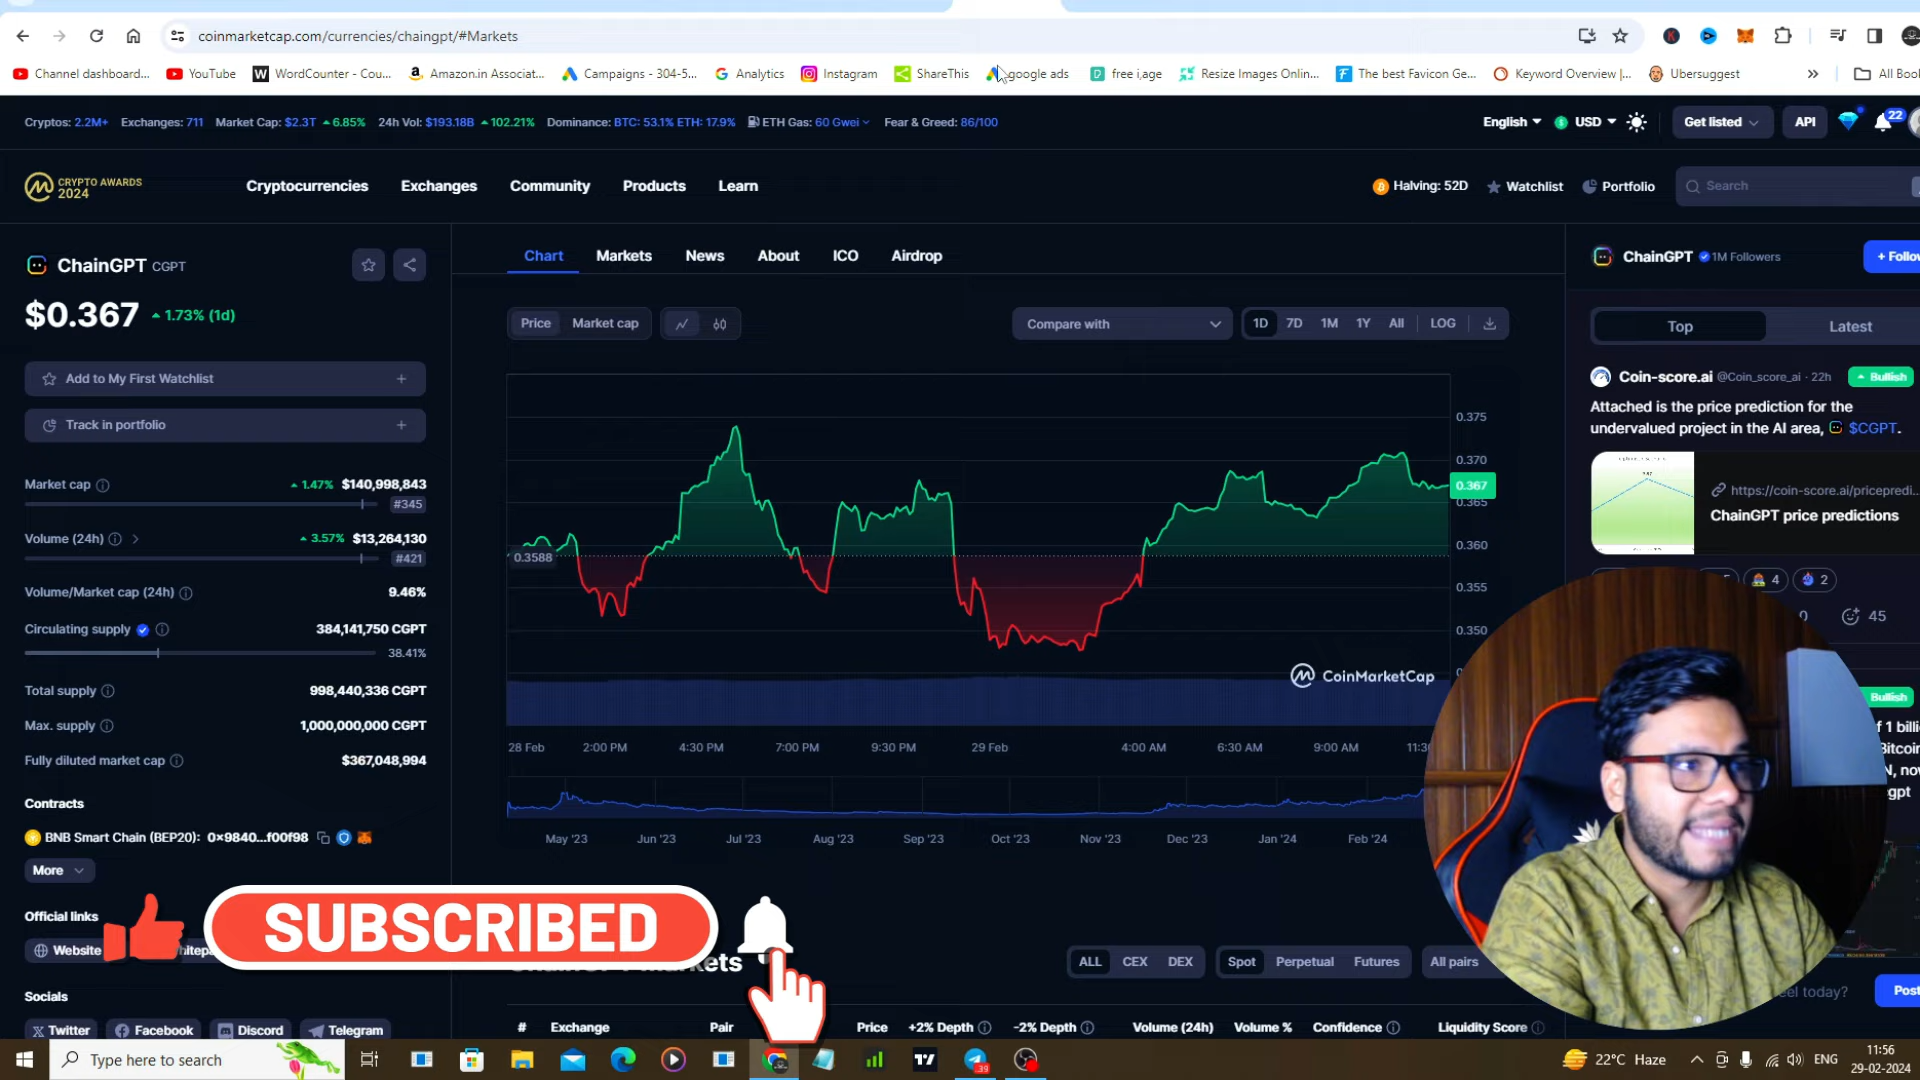 coinmarketcap.com/currencies/chaingpt/#Markets
Channel dashboard... YouTube WordCounter - Cou... Amazon.in Associat... Campaigns - 304-5... Analytics Instagram ShareThis google ads free i,age Resize Images Onlin... The best Favicon Ge... Keyword Overview |... Ubersuggest » All Boo
Cryptos: 2.2M+ Exchanges: 711 Market Cap: $2.3T 6.85% 24h Vol: $193.18B 102.21% Dominance: BTC: 53.1% ETH: 17.9% ETH Gas: 60 Gwei Fear & Greed: 86/100
English USD Get listed API 22
CRYPTO AWARDS
2024
Cryptocurrencies Exchanges Community Products Learn
Halving: 52D Watchlist Portfolio Search
ChainGPT CGPT
$0.367 1.73% (1d)
Add to My First Watchlist +
Track in portfolio +
Market cap 1.47% $140,998,843
#345
Volume (24h) 3.57% $13,264,130
#421
Volume/Market cap (24h) 9.46%
Circulating supply 384,141,750 CGPT
38.41%
Total supply 998,440,336 CGPT
Max. supply 1,000,000,000 CGPT
Fully diluted market cap $367,048,994
Contracts
BNB Smart Chain (BEP20): 0x9840...f00f98
More
Official links
Website
Socials
Twitter Facebook Discord Telegram
Chart Markets News About ICO Airdrop
Price Market cap
Compare with 1D 7D 1M 1Y All LOG
0.375
0.370
0.367
0.365
0.360
0.3588
0.355
0.350
CoinMarketCap
28 Feb 2:00 PM 4:30 PM 7:00 PM 9:30 PM 29 Feb 4:00 AM 6:30 AM 9:00 AM 11:30
May '23 Jun '23 Jul '23 Aug '23 Sep '23 Oct '23 Nov '23 Dec '23 Jan '24 Feb '24
SUBSCRIBED
ALL CEX DEX Spot Perpetual Futures All pairs
# Exchange Pair Price +2% Depth -2% Depth Volume (24h) Volume % Confidence Liquidity Score
ChainGPT 1M Followers + Follow
Top Latest
Coin-score.ai @Coin_score_ai · 22h Bullish
Attached is the price prediction for the
undervalued project in the AI area, $CGPT.
https://coin-score.ai/pricepredi...
ChainGPT price predictions
5 4 2
0 45
Bullish
of 1 billi
Bitcoin
N, now
gpt
eel today? Post
Type here to search
39
22°C Haze ENG
11:56
29-02-2024